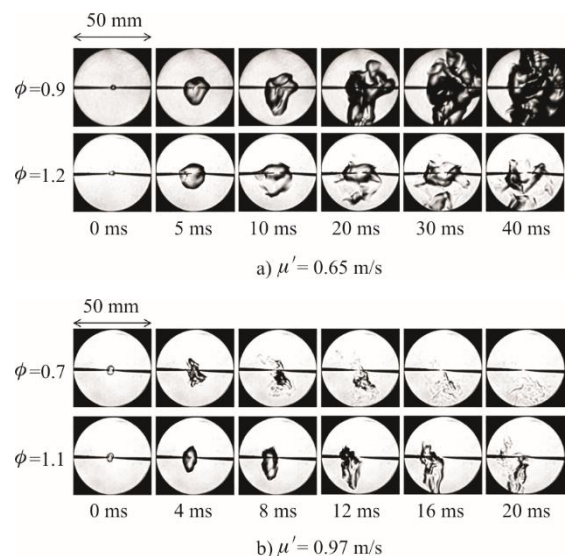 50 mm
ϕ=0.9
ϕ=1.2
0 ms 5 ms 10 ms 20 ms 30 ms 40 ms
a) μ′= 0.65 m/s
50 mm
ϕ=0.7
ϕ=1.1
0 ms 4 ms 8 ms 12 ms 16 ms 20 ms
b) μ′= 0.97 m/s